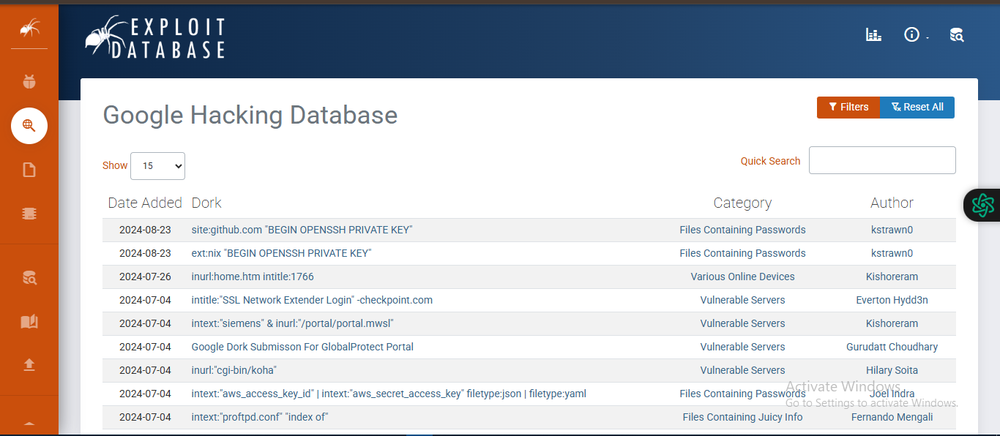 EXPLOIT
DATABASE
Google Hacking Database
Filters
Reset All
Show 15
Quick Search
Date Added Dork Category Author
2024-08-23 site:github.com "BEGIN OPENSSH PRIVATE KEY" Files Containing Passwords kstrawn0
2024-08-23 ext:nix "BEGIN OPENSSH PRIVATE KEY" Files Containing Passwords kstrawn0
2024-07-26 inurl:home.htm intitle:1766 Various Online Devices Kishoreram
2024-07-04 intitle:"SSL Network Extender Login" -checkpoint.com Vulnerable Servers Everton Hydd3n
2024-07-04 intext:"siemens" & inurl:"/portal/portal.mwsl" Vulnerable Servers Kishoreram
2024-07-04 Google Dork Submisson For GlobalProtect Portal Vulnerable Servers Gurudatt Choudhary
2024-07-04 inurl:"cgi-bin/koha" Vulnerable Servers Hilary Soita
2024-07-04 intext:"aws_access_key_id" | intext:"aws_secret_access_key" filetype:json | filetype:yaml Files Containing Passwords Joel Indra
2024-07-04 intext:"proftpd.conf" "index of" Files Containing Juicy Info Fernando Mengali
Activate Windows
Go to Settings to activate Windows.